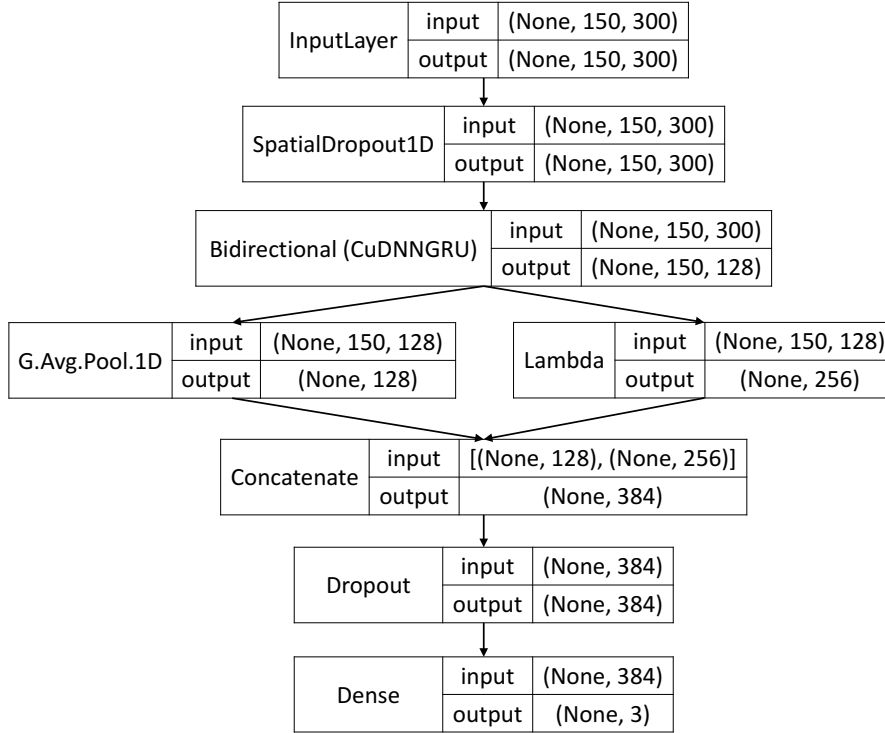 InputLayer input (None, 150, 300)
output (None, 150, 300)
SpatialDropout1D input (None, 150, 300)
output (None, 150, 300)
Bidirectional (CuDNNGRU) input (None, 150, 300)
output (None, 150, 128)
G.Avg.Pool.1D input (None, 150, 128)
output (None, 128)
Lambda input (None, 150, 128)
output (None, 256)
Concatenate input [(None, 128), (None, 256)]
output (None, 384)
Dropout input (None, 384)
output (None, 384)
Dense input (None, 384)
output (None, 3)